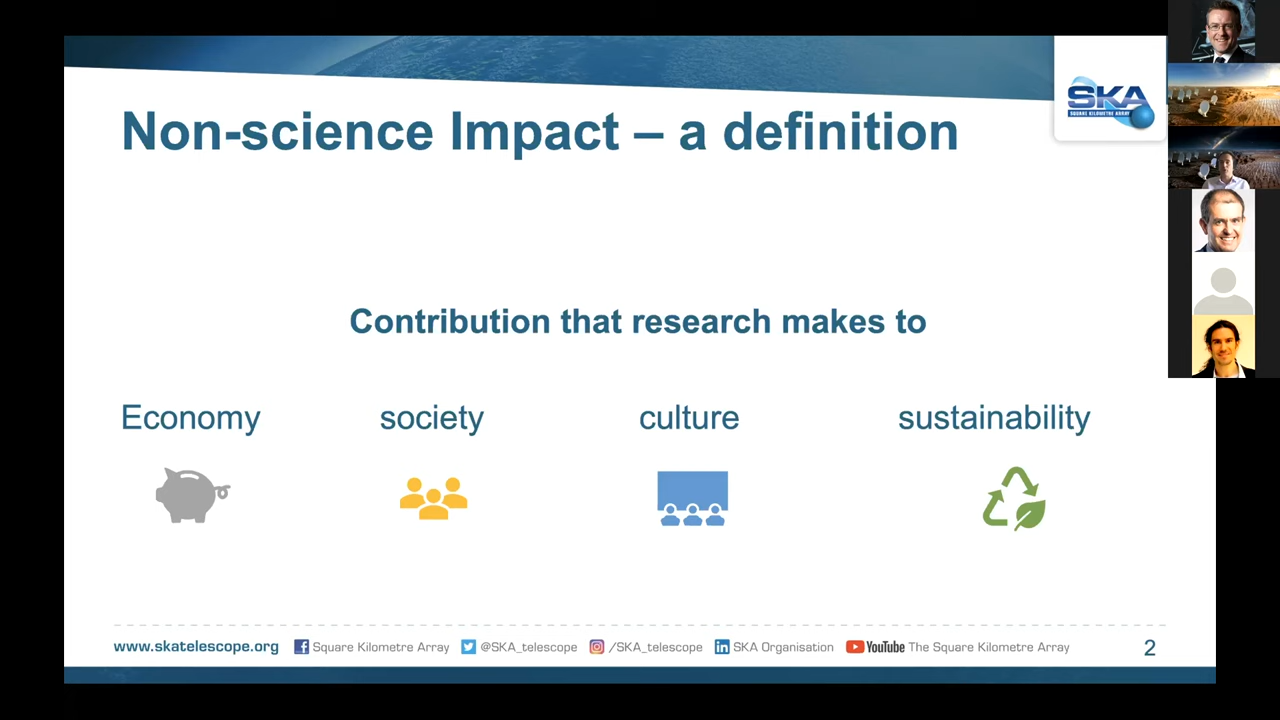 Non-science Impact – a definition
SKA
SQUARE KILOMETRE ARRAY
Contribution that research makes to
Economy society culture sustainability
www.skatelescope.org Square Kilometre Array @SKA_telescope /SKA_telescope SKA Organisation YouTube The Square Kilometre Array 2